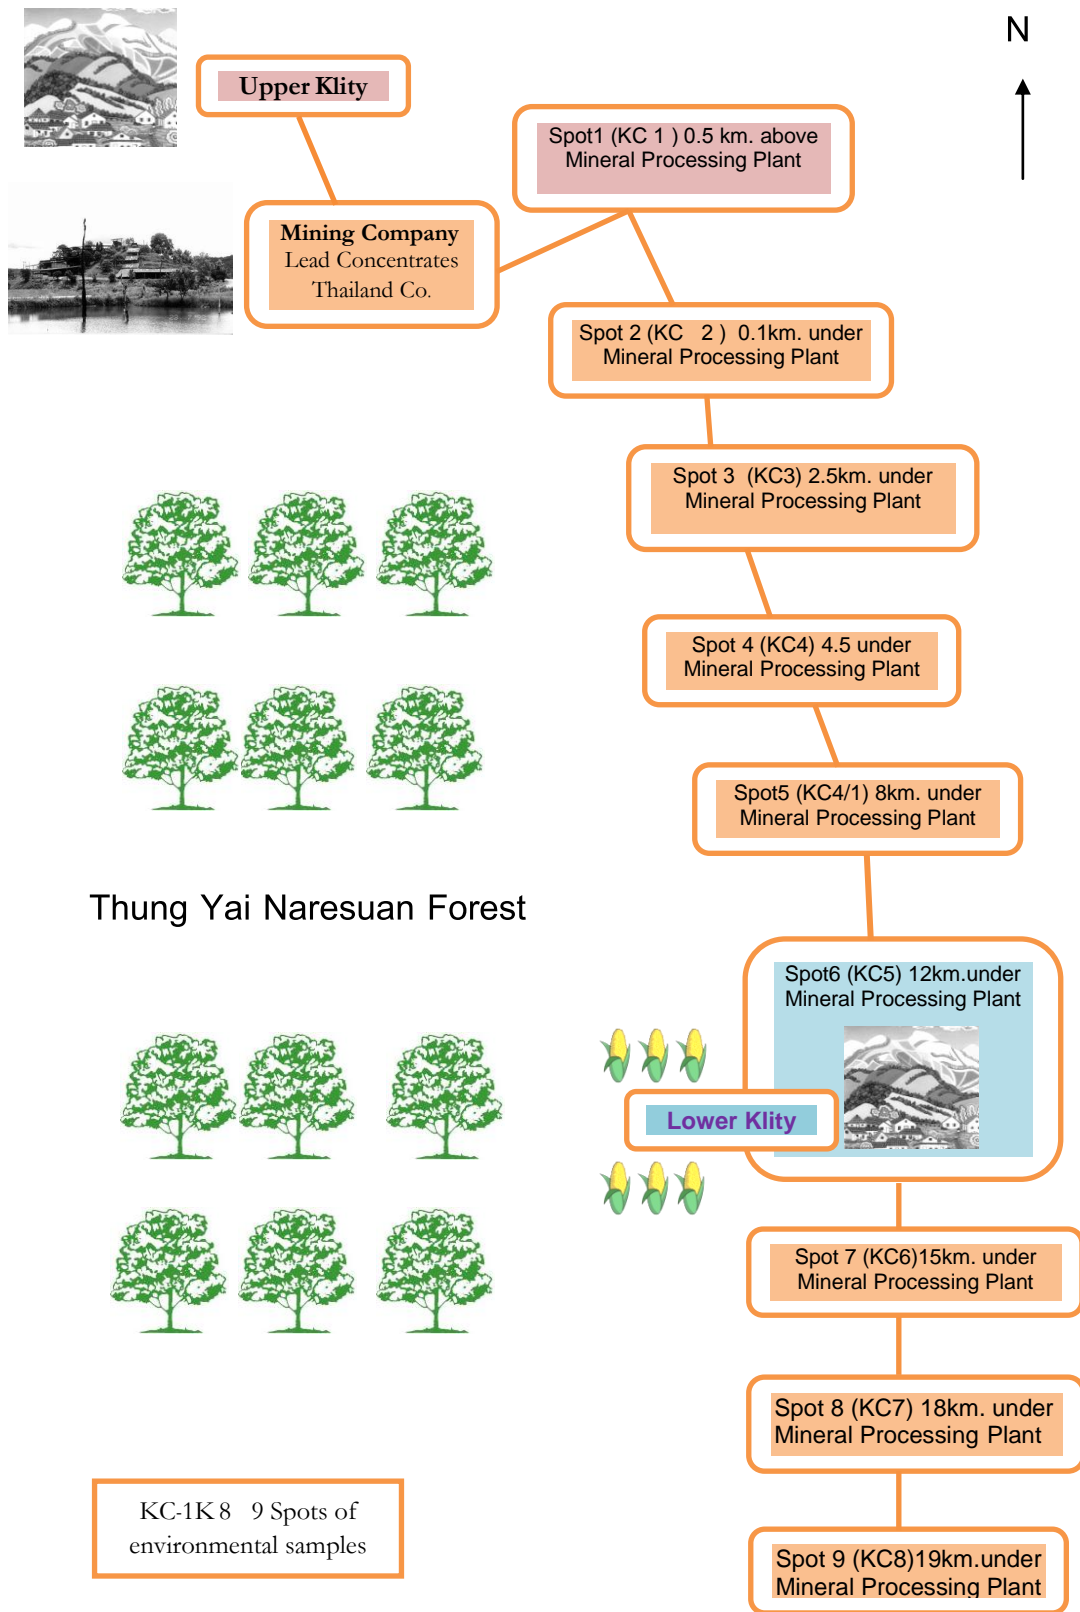 N
Upper Klity
Spot1 (KC 1 ) 0.5 km. above
Mineral Processing Plant
Mining Company
Lead Concentrates
Thailand Co.
Spot 2 (KC 2 ) 0.1km. under
Mineral Processing Plant
Spot 3 (KC3) 2.5km. under
Mineral Processing Plant
Spot 4 (KC4) 4.5 under
Mineral Processing Plant
Spot5 (KC4/1) 8km. under
Mineral Processing Plant
Thung Yai Naresuan Forest
Spot6 (KC5) 12km.under
Mineral Processing Plant
Lower Klity
Spot 7 (KC6)15km. under
Mineral Processing Plant
Spot 8 (KC7) 18km. under
Mineral Processing Plant
KC-1K 8 9 Spots of
environmental samples
Spot 9 (KC8)19km.under
Mineral Processing Plant